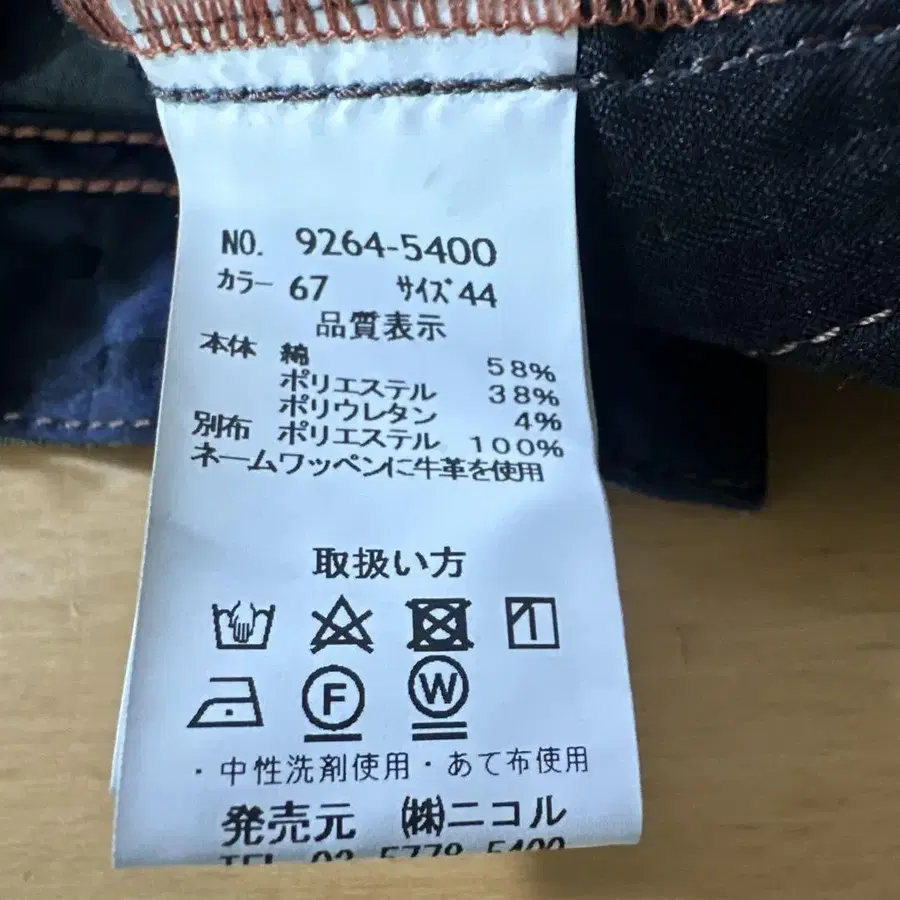 NO. 9264-5400
カラー 67 サイズ 44
品質表示
本体 綿 58%
ポリエステル 38%
ポリウレタン 4%
別布 ポリエステル 100%
ネームワッペンに牛革を使用
取扱い方
F W
・中性洗剤使用・あて布使用
発売元 ㈱ニコル
TEL 03-5778-5400